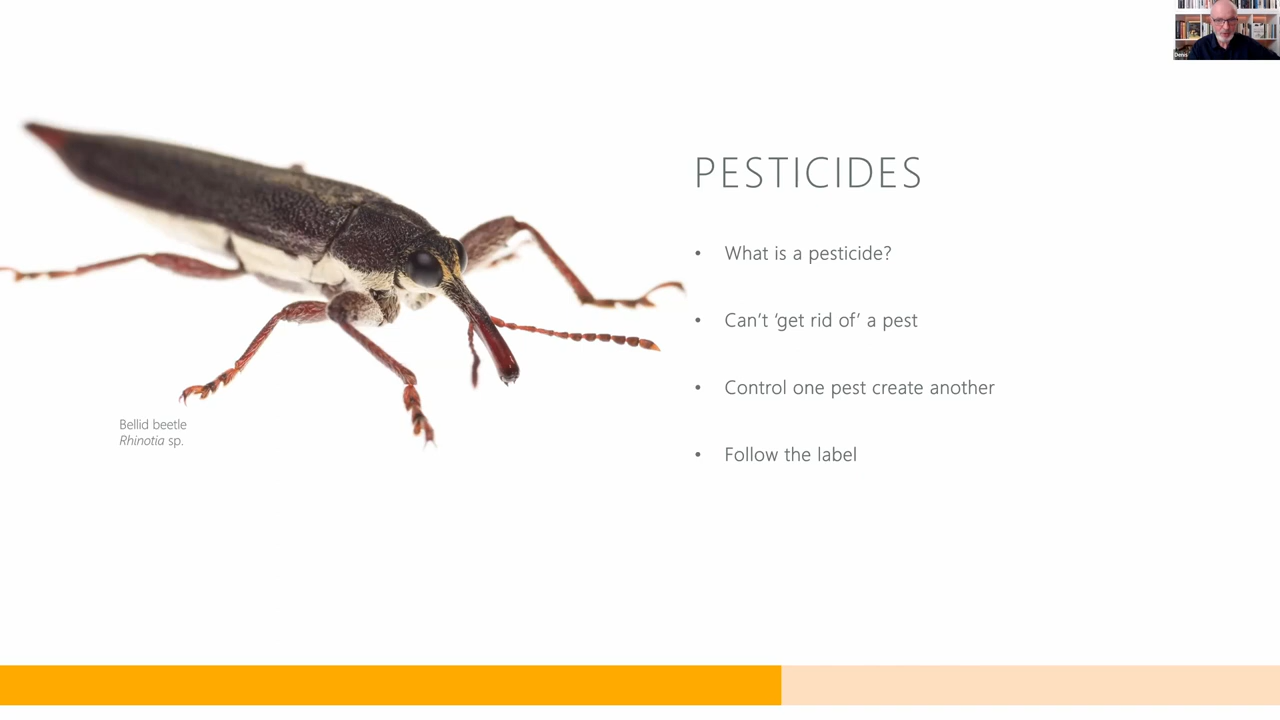 Denis
PESTICIDES
• What is a pesticide?
• Can’t ‘get rid of’ a pest
• Control one pest create another
• Follow the label
Bellid beetle
Rhinotia sp.